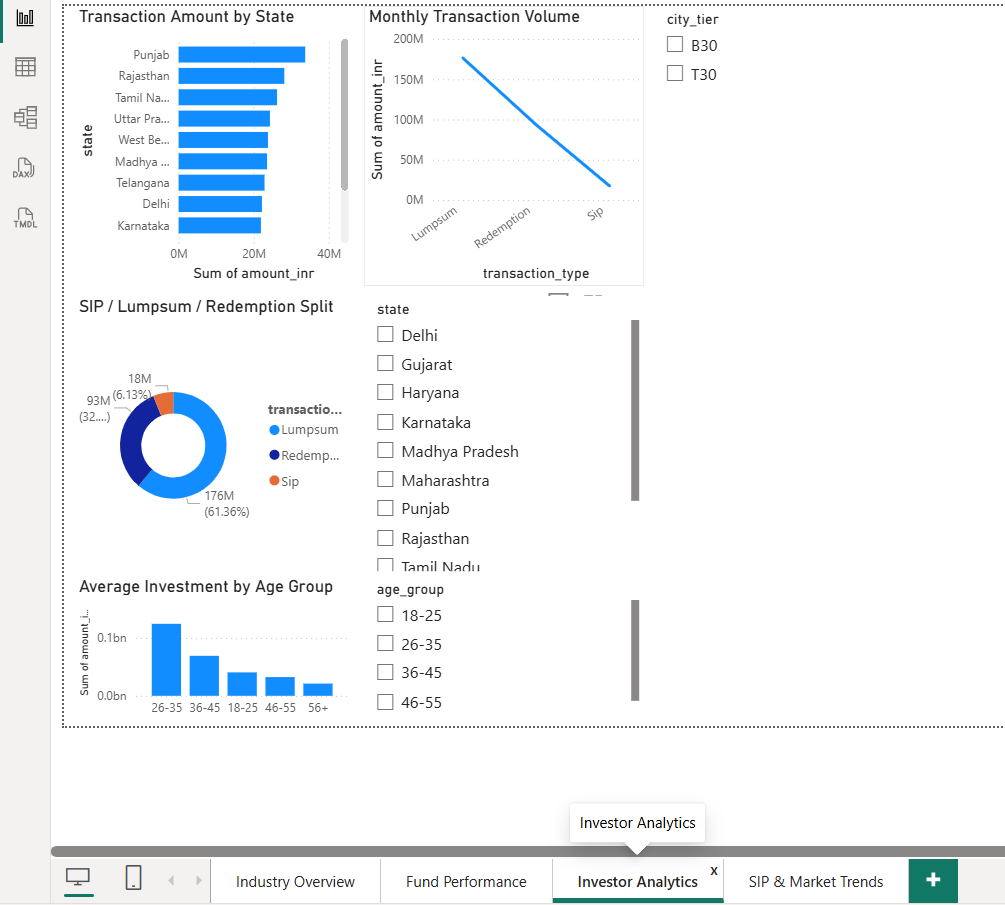 Transaction Amount by State
state
Punjab
Rajasthan
Tamil Na...
Uttar Pra...
West Be...
Madhya ...
Telangana
Delhi
Karnataka
0M 20M 40M
Sum of amount_inr
Monthly Transaction Volume
Sum of amount_inr
200M
150M
100M
50M
0M
Lumpsum
Redemption
Sip
transaction_type
city_tier
B30
T30
SIP / Lumpsum / Redemption Split
18M
(6.13%)
93M
(32....)
176M
(61.36%)
transactio...
Lumpsum
Redemp...
Sip
state
Delhi
Gujarat
Haryana
Karnataka
Madhya Pradesh
Maharashtra
Punjab
Rajasthan
Tamil Nadu
Average Investment by Age Group
Sum of amount_i...
0.1bn
0.0bn
26-35 36-45 18-25 46-55 56+
age_group
18-25
26-35
36-45
46-55
DAX
TMDL
Investor Analytics
Industry Overview
Fund Performance
Investor Analytics
x
SIP & Market Trends
+